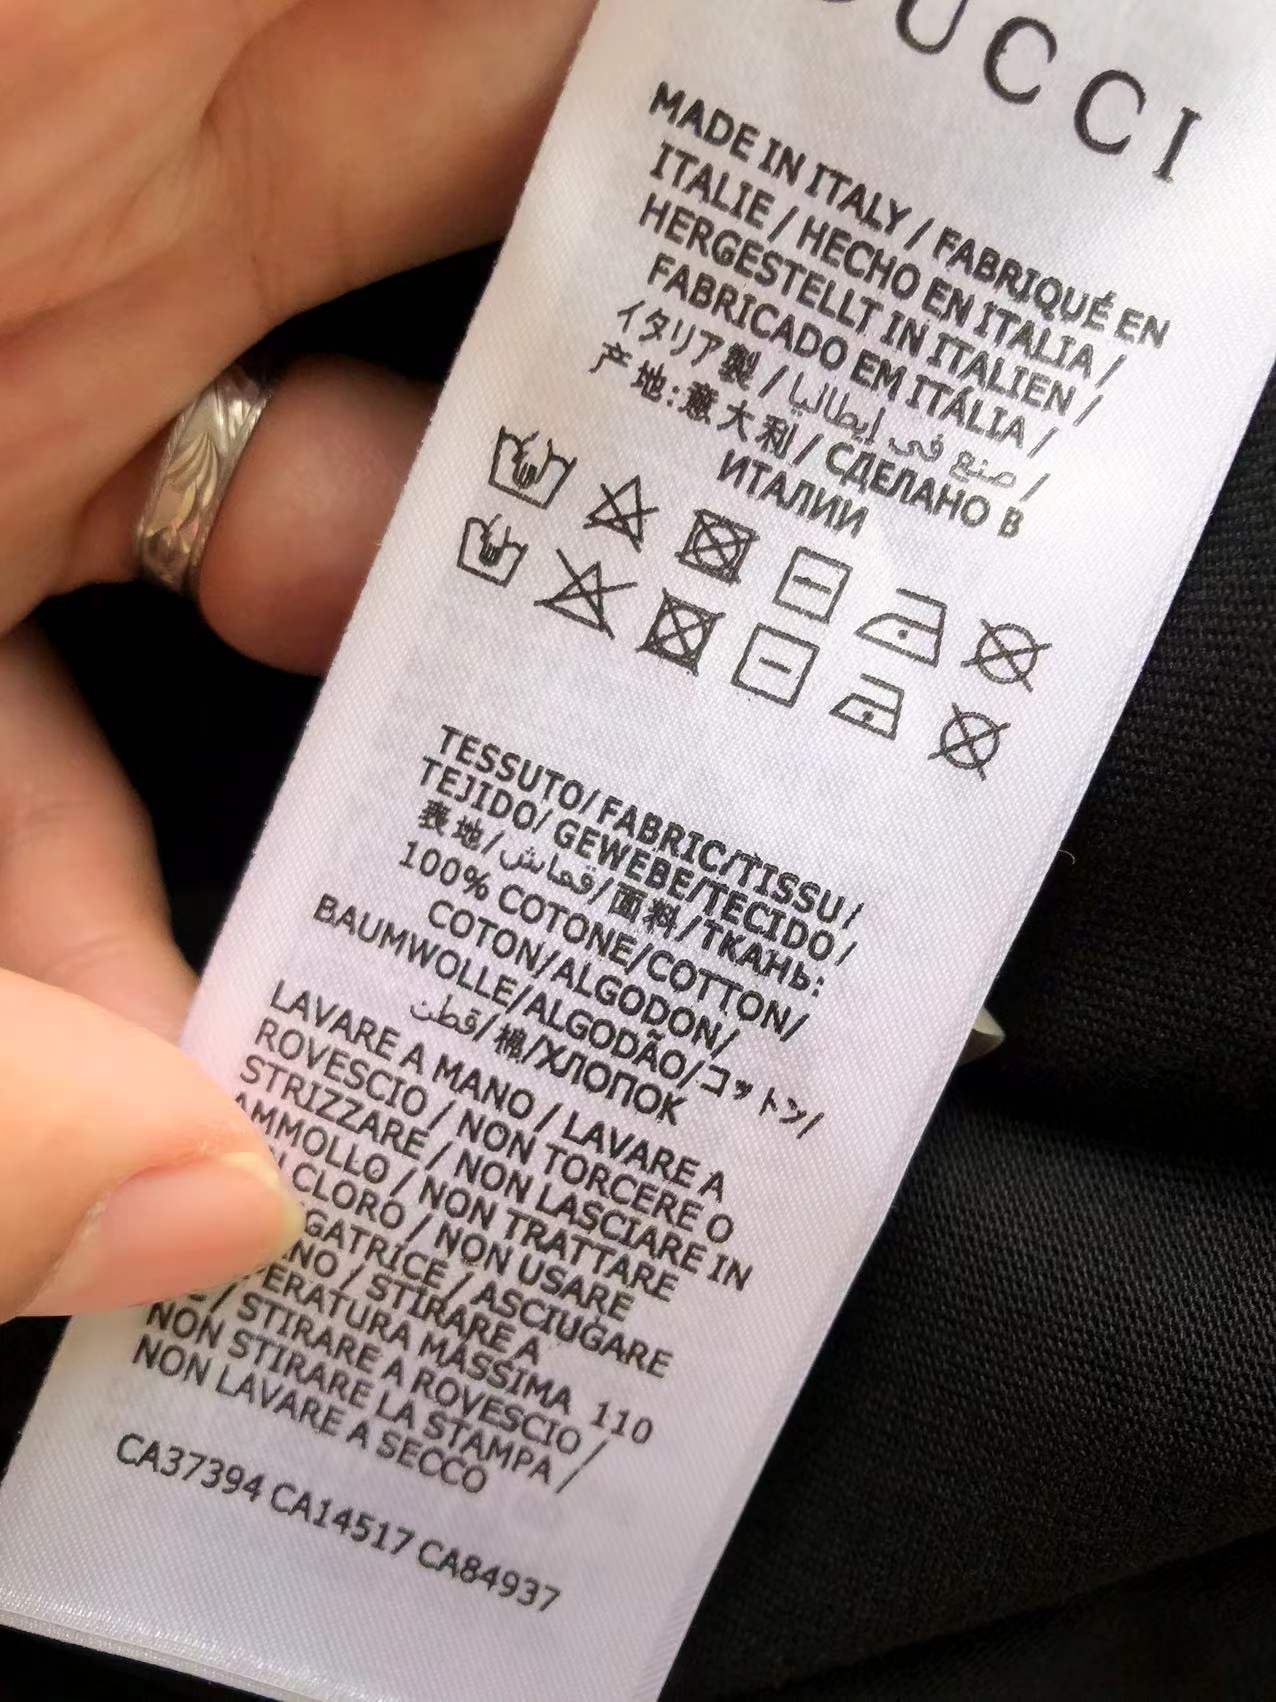 UCCI
MADE IN ITALY / FABRIQUÉ EN
ITALIE / HECHO EN ITALIA /
HERGESTELLT IN ITALIEN /
FABRICADO EM ITÁLIA /
イタリア製 / صنع في إيطاليا /
产地:意大利 / СДЕЛАНО В
ИТАЛИИ
TESSUTO/ FABRIC/TISSU/
TEJIDO/ GEWEBE/TECIDO /
表地/قماش/面料/ТКАНЬ:
100% COTONE/COTTON/
COTON/ALGODON/
BAUMWOLLE/ALGODÃO/コットン/
قطن/棉/ХЛОПОК
LAVARE A MANO / LAVARE A
ROVESCIO / NON TORCERE O
STRIZZARE / NON LASCIARE IN
AMMOLLO / NON TRATTARE
CLORO / NON USARE
GATRICE / ASCIUGARE
NO / STIRARE A
ERATURA MASSIMA 110
/ STIRARE A ROVESCIO /
NON STIRARE LA STAMPA /
NON LAVARE A SECCO
CA37394 CA14517 CA84937